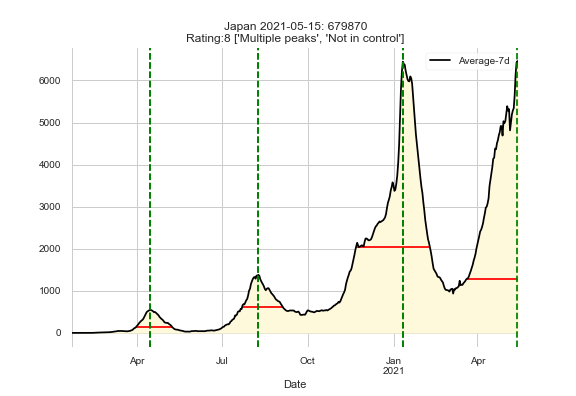 Japan 2021-05-15: 679870
Rating:8 ['Multiple peaks', 'Not in control']
Average-7d
6000
5000
4000
3000
2000
1000
0
Apr
Jul
Oct
Jan
2021
Apr
Date